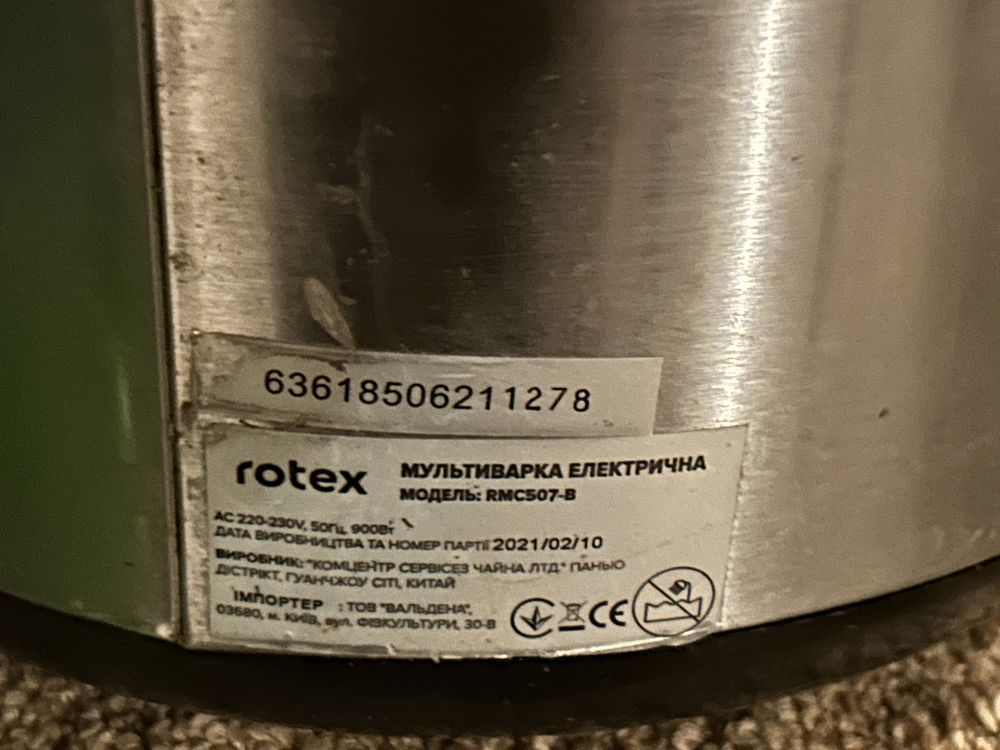 63618506211278
rotex
МУЛЬТИВАРКА ЕЛЕКТРИЧНА
МОДЕЛЬ: RMC507-B
AC 220-230V, 50Гц, 900Вт
ДАТА ВИРОБНИЦТВА ТА НОМЕР ПАРТІЇ 2021/02/10
ВИРОБНИК: "КОМЦЕНТР СЕРВІСЕЗ ЧАЙНА ЛТД." ПАНЬЮ
ДІСТРІКТ, ГУАНЧЖОУ СІТІ, КИТАЙ
ІМПОРТЕР : ТОВ "ВАЛЬДЕНА",
03680, м. КИЇВ, вул. ФІЗКУЛЬТУРИ, 30-В
CE